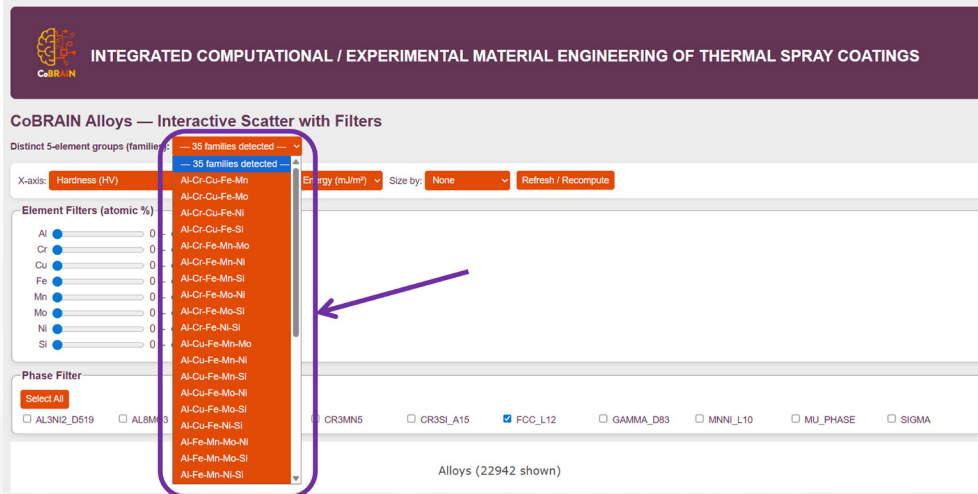 CoBRAIN
INTEGRATED COMPUTATIONAL / EXPERIMENTAL MATERIAL ENGINEERING OF THERMAL SPRAY COATINGS
CoBRAIN Alloys — Interactive Scatter with Filters
Distinct 5-element groups (families): — 35 families detected —
— 35 families detected —
X-axis: Hardness (HV) Energy (mJ/m²) Size by: None Refresh / Recompute
Al-Cr-Cu-Fe-Mn
Al-Cr-Cu-Fe-Mo
Element Filters (atomic %)
Al-Cr-Cu-Fe-Ni
Al 0 – Al-Cr-Cu-Fe-Si
Cr 0 – Al-Cr-Fe-Mn-Mo
Cu 0 – Al-Cr-Fe-Mn-Ni
Fe 0 – Al-Cr-Fe-Mn-Si
Mn 0 – Al-Cr-Fe-Mo-Ni
Mo 0 – Al-Cr-Fe-Mo-Si
Ni 0 – Al-Cr-Fe-Ni-Si
Si 0 – Al-Cu-Fe-Mn-Mo
Al-Cu-Fe-Mn-Ni
Phase Filter Al-Cu-Fe-Mn-Si
Select All Al-Cu-Fe-Mo-Ni
Al-Cu-Fe-Mo-Si
AL3NI2_D519 CR3MN5 CR3SI_A15 FCC_L12 GAMMA_D83 MNNI_L10 MU_PHASE SIGMA
Al-Cu-Fe-Ni-Si
Al-Fe-Mn-Mo-Ni
Al-Fe-Mn-Mo-Si
Al-Fe-Mn-Ni-Si
Alloys (22942 shown)